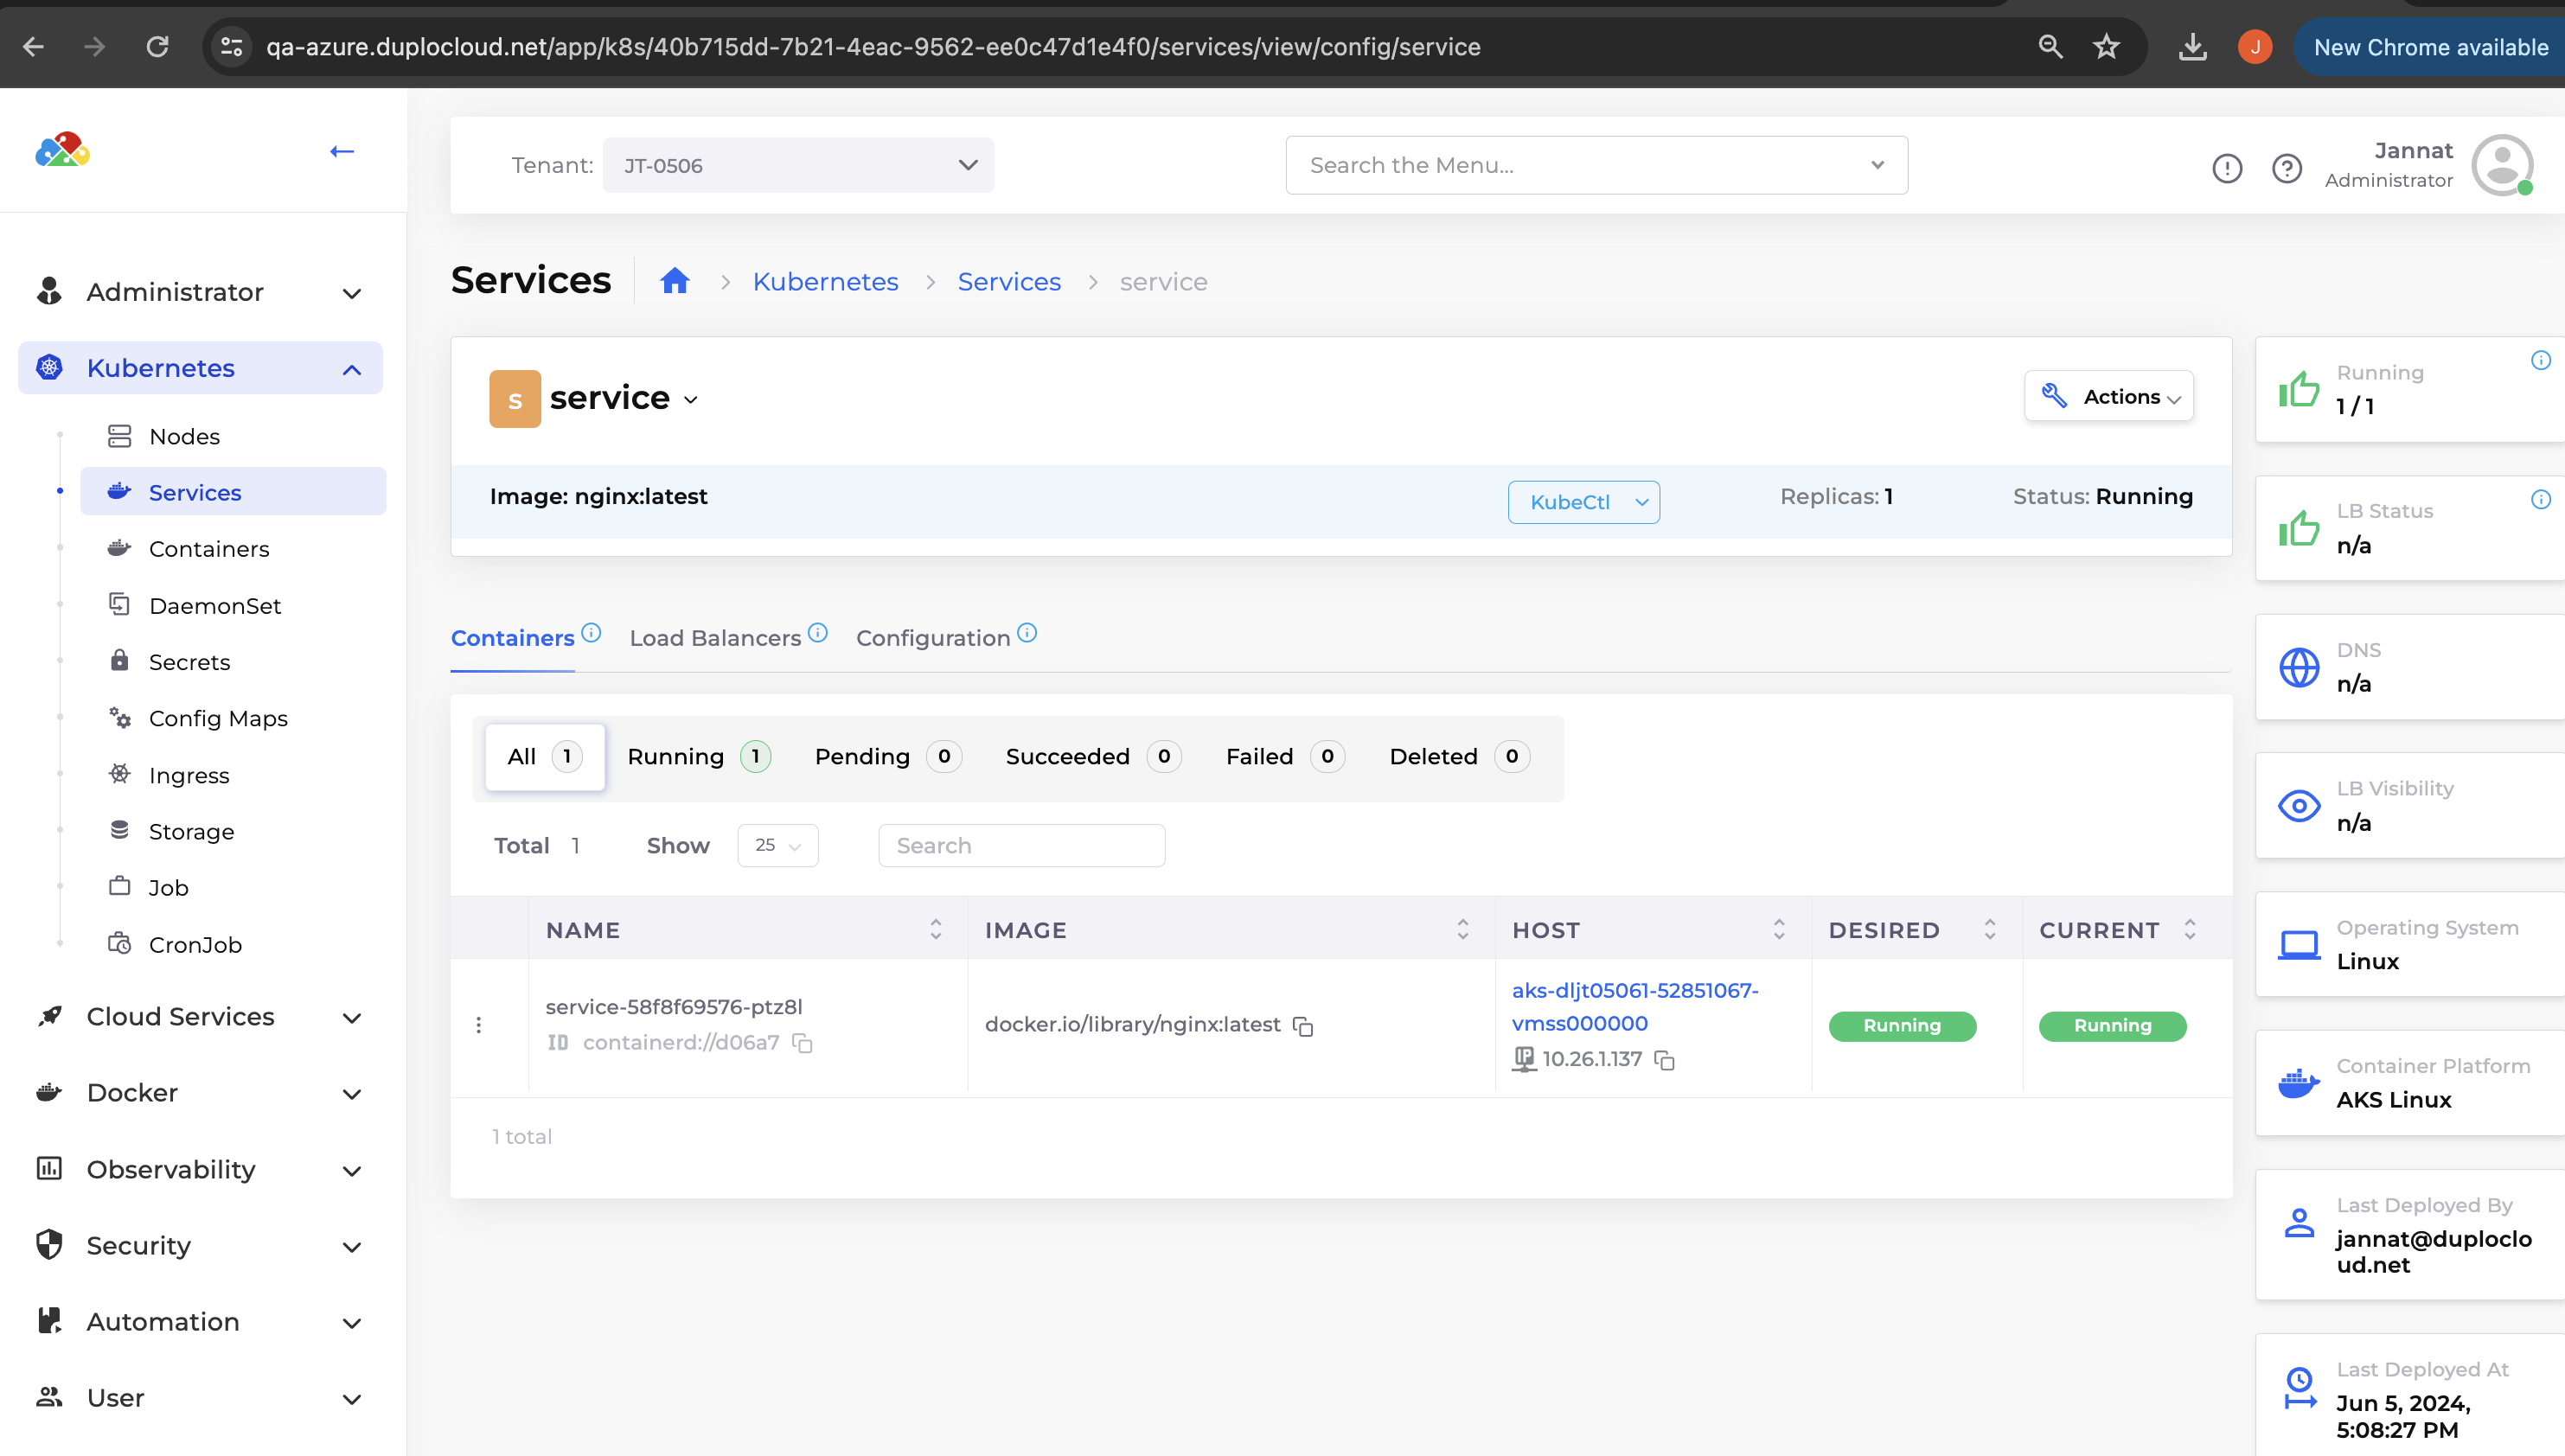 qa-azure.duplocloud.net/app/k8s/40b715dd-7b21-4eac-9562-ee0c47d1e4f0/services/view/config/service
J
New Chrome available
Tenant:
JT-0506
Search the Menu...
Jannat
Administrator
Administrator
Kubernetes
Nodes
Services
Containers
DaemonSet
Secrets
Config Maps
Ingress
Storage
Job
CronJob
Cloud Services
Docker
Observability
Security
Automation
User
Services
Kubernetes
Services
service
s
service
Actions
Image: nginx:latest
KubeCtl
Replicas: 1
Status: Running
Containers
Load Balancers
Configuration
All 1
Running 1
Pending 0
Succeeded 0
Failed 0
Deleted 0
Total 1
Show
25
Search
NAME
IMAGE
HOST
DESIRED
CURRENT
service-58f8f69576-ptz8l
ID containerd://d06a7
docker.io/library/nginx:latest
aks-dljt05061-52851067-
vmss000000
IP 10.26.1.137
Running
Running
1 total
Running
1 / 1
LB Status
n/a
DNS
n/a
LB Visibility
n/a
Operating System
Linux
Container Platform
AKS Linux
Last Deployed By
jannat@duploclo
ud.net
Last Deployed At
Jun 5, 2024,
5:08:27 PM